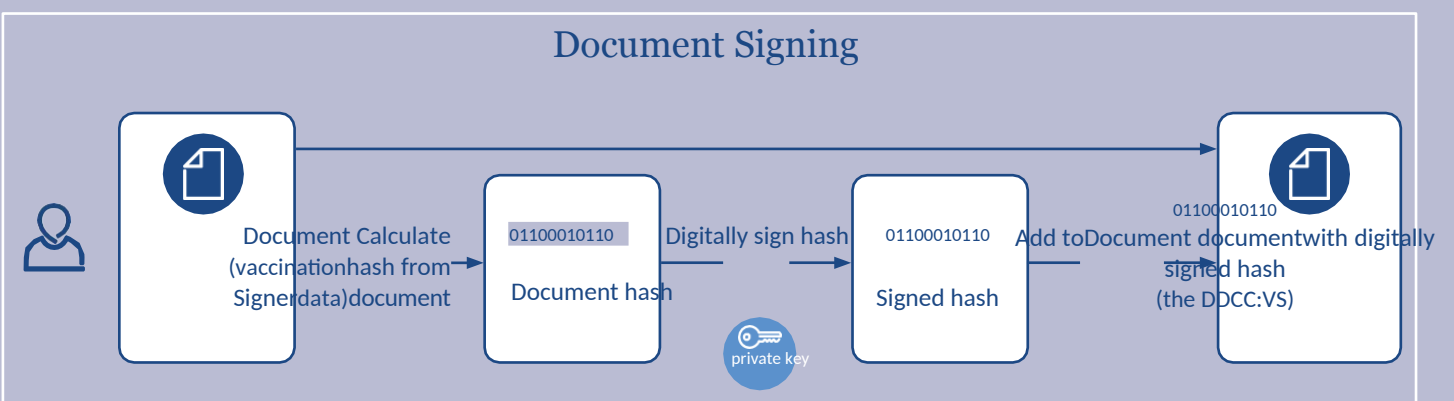 Document Signing
01100010110
Document Calculate
(vaccinationhash from
Signerdata)document
01100010110
Document hash
Digitally sign hash
private key
01100010110
Signed hash
Add toDocument documentwith digitally
signed hash
(the DDCC:VS)